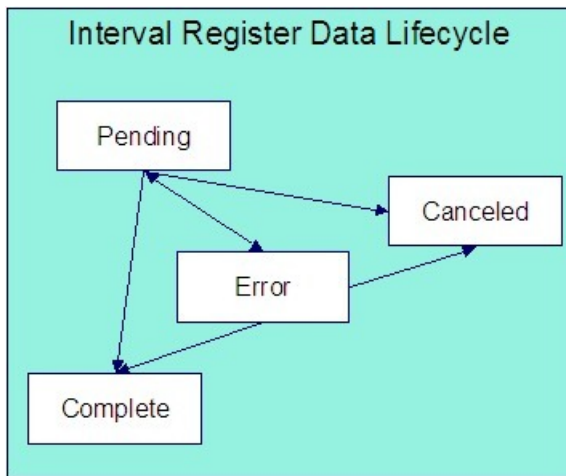 Interval Register Data Lifecycle
Pending
Canceled
Error
Complete